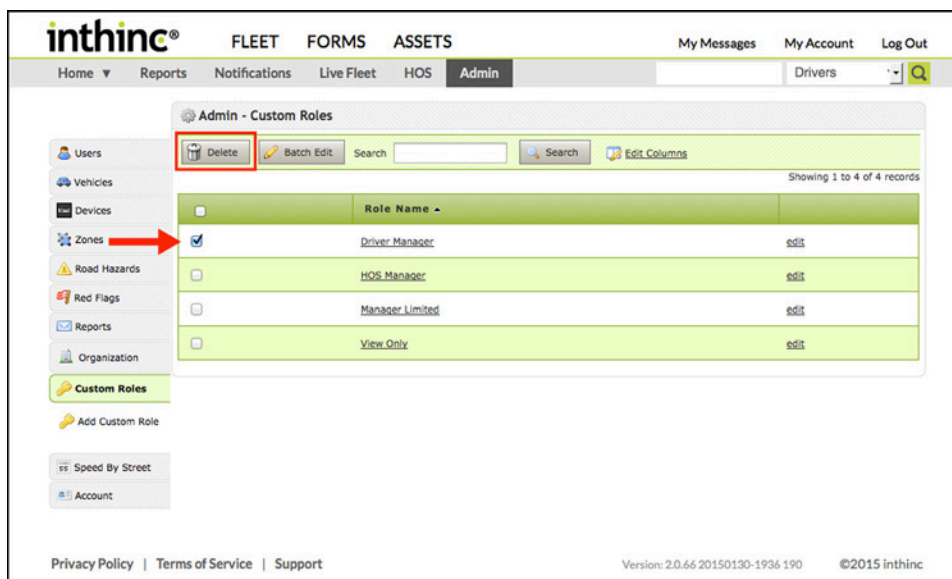 inthinc®
FLEET FORMS ASSETS
My Messages My Account Log Out
Home ▼ Reports Notifications Live Fleet HOS Admin
Drivers
Admin - Custom Roles
Delete Batch Edit Search Search Edit Columns
Showing 1 to 4 of 4 records
Users
Vehicles
Devices
Zones
Road Hazards
Red Flags
Reports
Organization
Custom Roles
Add Custom Role
Speed By Street
Account
Role Name ▲
Driver Manager edit
HOS Manager edit
Manager Limited edit
View Only edit
Privacy Policy | Terms of Service | Support
Version: 2.0.66 20150130-1936 190 ©2015 inthinc